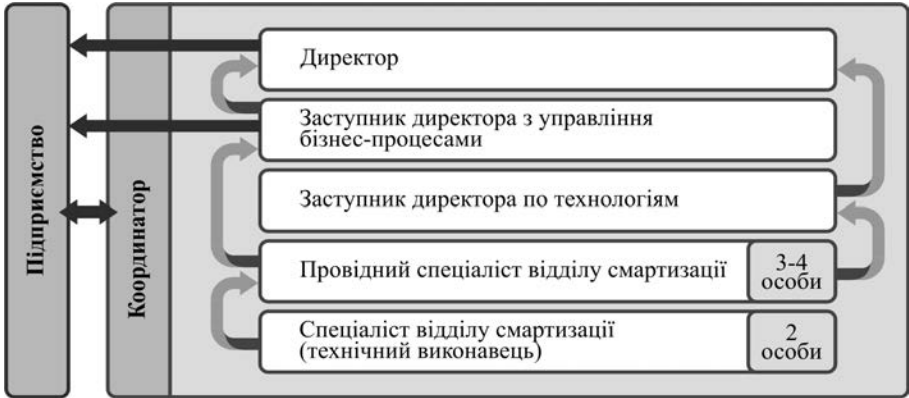 Підприємство
Координатор
Директор
Заступник директора з управління
бізнес-процесами
Заступник директора по технологіям
Провідний спеціаліст відділу смартизації
3-4
особи
Спеціаліст відділу смартизації
(технічний виконавець)
2
особи